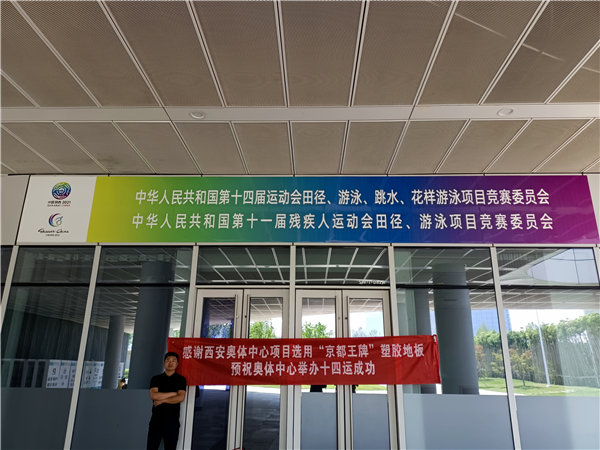 中华人民共和国第十四届运动会田径、游泳、跳水、花样游泳项目竞赛委员会
中华人民共和国第十一届残疾人运动会田径、游泳项目竞赛委员会
感谢西安奥体中心项目选用“京都王牌”塑胶地板
预祝奥体中心举办十四运成功